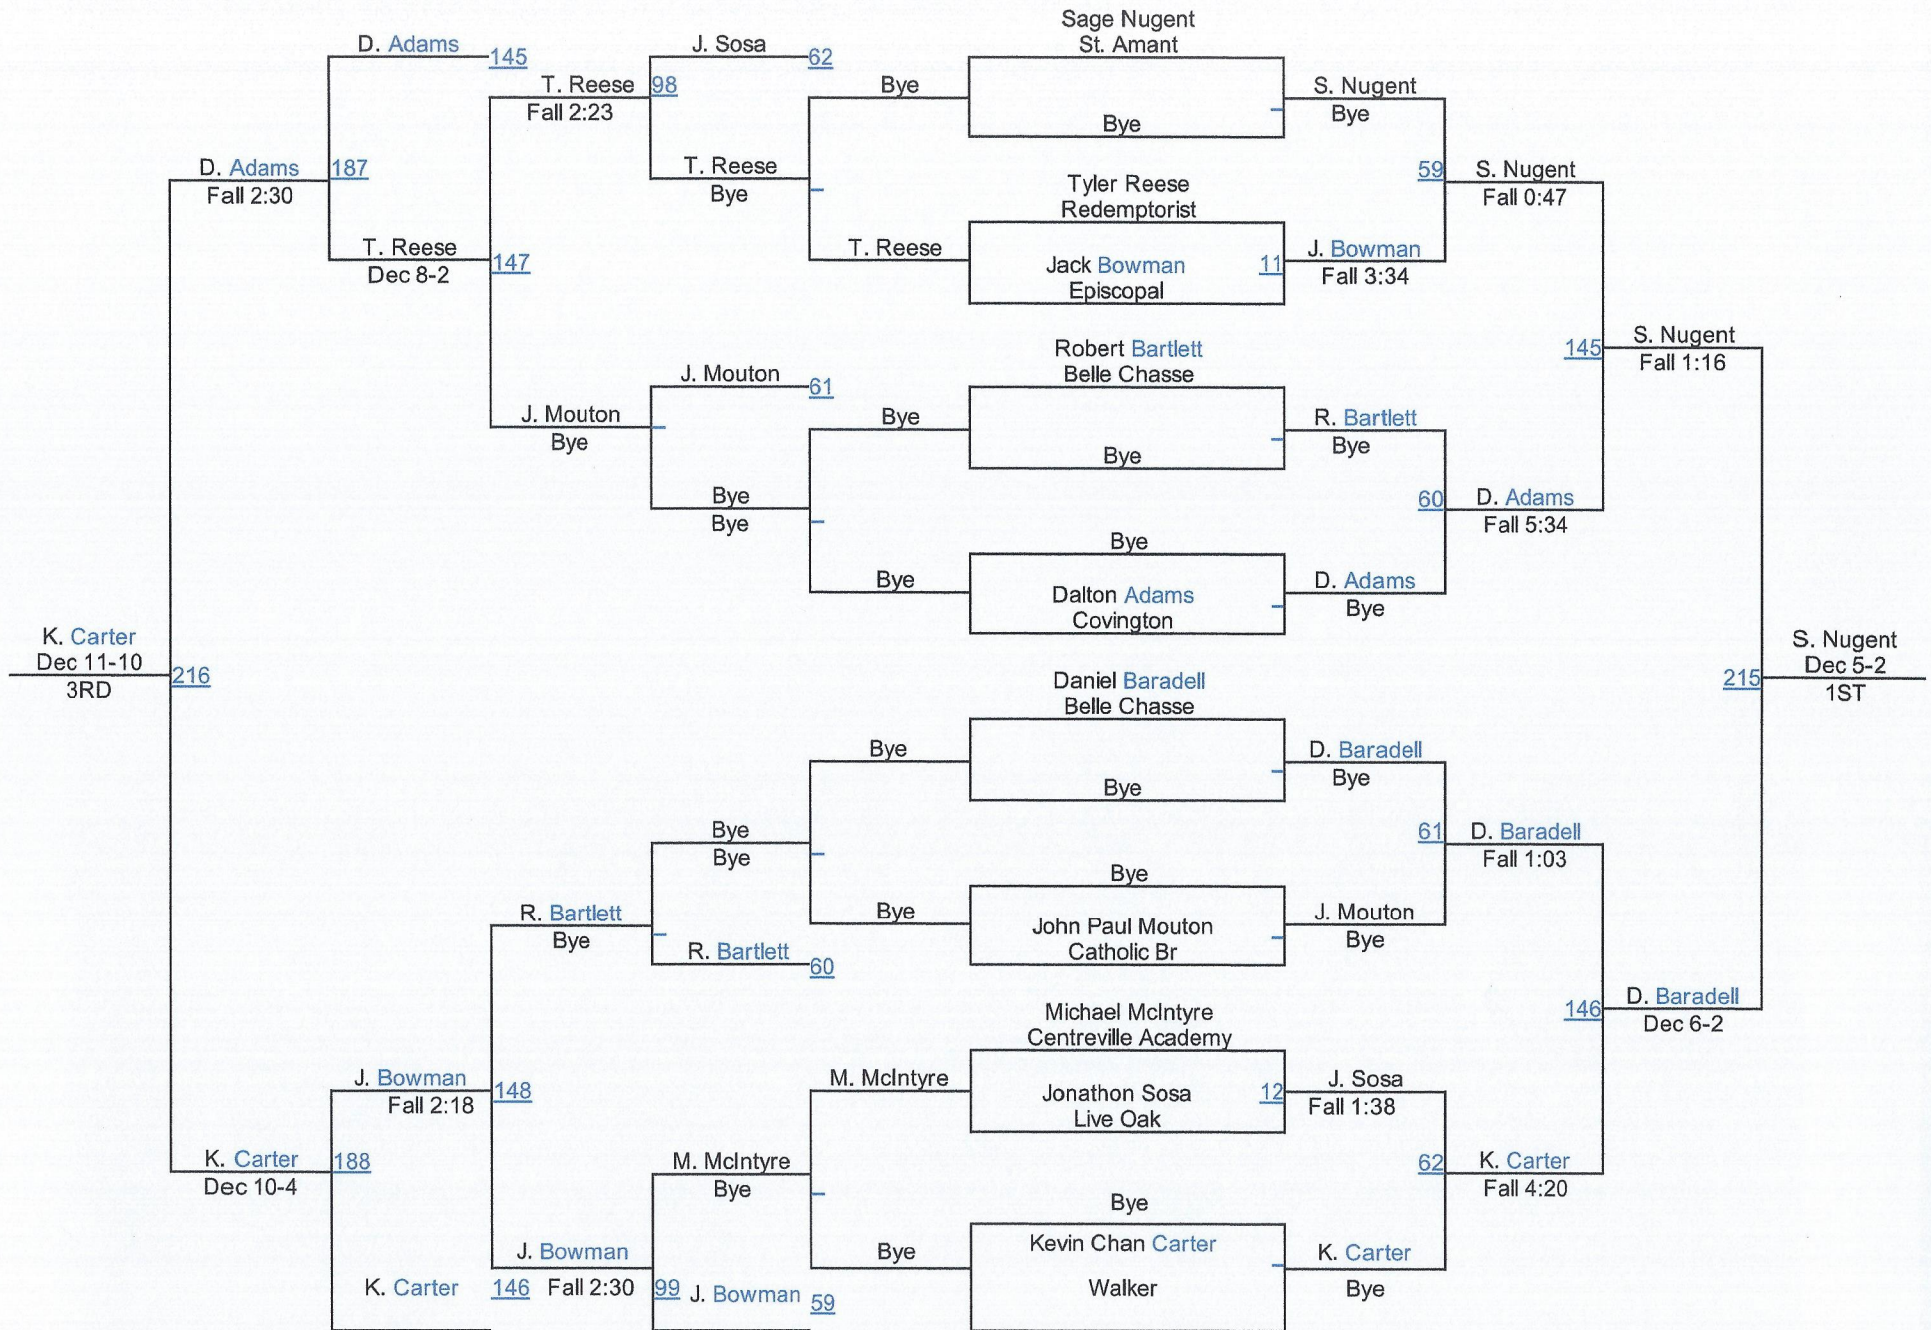 Sage Nugent
St. Amant
D. Adams
145
J. Sosa
62
T. Reese
98
Fall 2:23
Bye
Bye
S. Nugent
Bye
D. Adams
187
Fall 2:30
T. Reese
Bye
59
S. Nugent
Fall 0:47
Tyler Reese
Redemptorist
T. Reese
Dec 8-2
147
T. Reese
Jack Bowman
Episcopal
11
J. Bowman
Fall 3:34
Robert Bartlett
Belle Chasse
145
S. Nugent
Fall 1:16
J. Mouton
61
J. Mouton
Bye
Bye
Bye
R. Bartlett
Bye
Bye
Bye
60
D. Adams
Fall 5:34
Bye
Bye
Dalton Adams
Covington
D. Adams
Bye
K. Carter
Dec 11-10
3RD
216
S. Nugent
Dec 5-2
1ST
215
Daniel Baradell
Belle Chasse
Bye
Bye
D. Baradell
Bye
Bye
Bye
61
D. Baradell
Fall 1:03
Bye
R. Bartlett
Bye
Bye
John Paul Mouton
Catholic Br
J. Mouton
Bye
R. Bartlett
60
146
D. Baradell
Dec 6-2
Michael McIntyre
Centreville Academy
J. Bowman
Fall 2:18
148
M. McIntyre
Jonathon Sosa
Live Oak
12
J. Sosa
Fall 1:38
K. Carter
188
Dec 10-4
M. McIntyre
Bye
62
K. Carter
Fall 4:20
Bye
J. Bowman
Bye
Kevin Chan Carter
Walker
K. Carter
Bye
K. Carter
146
Fall 2:30
99
J. Bowman
59